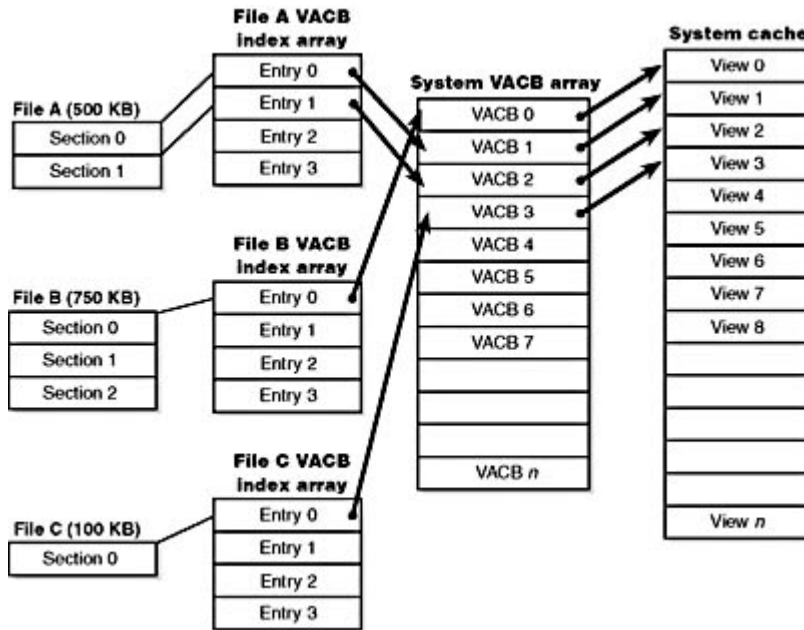 File A VACB
index array
Entry 0
Entry 1
Entry 2
Entry 3
File A (500 KB)
Section 0
Section 1
File B VACB
index array
Entry 0
Entry 1
Entry 2
Entry 3
File B (750 KB)
Section 0
Section 1
Section 2
File C VACB
index array
Entry 0
Entry 1
Entry 2
Entry 3
File C (100 KB)
Section 0
System VACB array
VACB 0
VACB 1
VACB 2
VACB 3
VACB 4
VACB 5
VACB 6
VACB 7
VACB n
System cache
View 0
View 1
View 2
View 3
View 4
View 5
View 6
View 7
View 8
View n